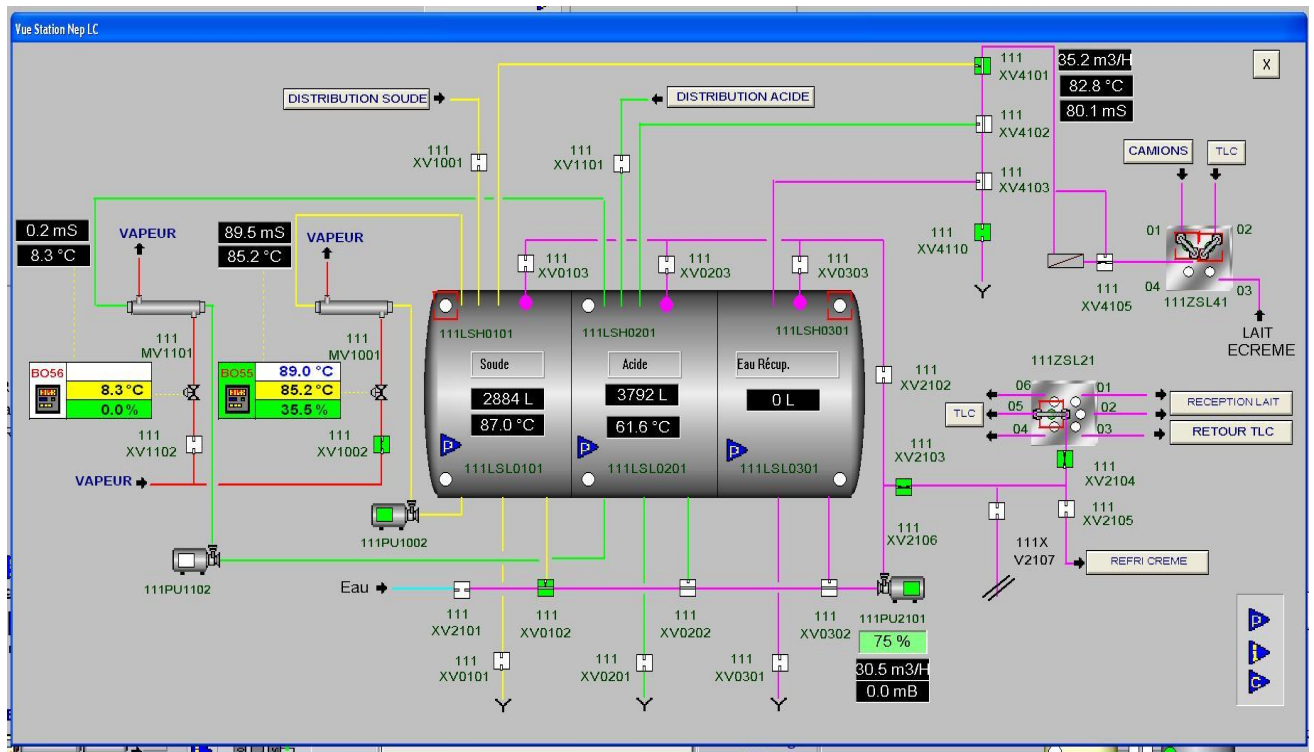 Vue Station Nep LC
X
DISTRIBUTION SOUDE
DISTRIBUTION ACIDE
111
XV1001
111
XV1101
111
XV4101
35.2 m3/H
82.8 °C
80.1 mS
111
XV4102
111
XV4103
111
XV4110
CAMIONS
TLC
01
02
04
03
111ZSL41
111
XV4105
LAIT
ECREME
0.2 mS
8.3 °C
VAPEUR
89.5 mS
85.2 °C
VAPEUR
111
XV0103
111
XV0203
111
XV0303
111
MV1101
111
MV1001
BO56
8.3 °C
0.0 %
BO55
89.0 °C
85.2 °C
35.5 %
111
XV1102
111
XV1002
VAPEUR
111LSH0101
111LSH0201
111LSH0301
Soude
Acide
Eau Récup.
2884 L
3792 L
0 L
87.0 °C
61.6 °C
P
P
P
111LSL0101
111LSL0201
111LSL0301
111
XV2102
111ZSL21
06
01
05
02
04
03
TLC
RECEPTION LAIT
RETOUR TLC
111
XV2103
111
XV2104
111
XV2105
111
XV2106
111X
V2107
REFRI CREME
111PU1002
111PU1102
Eau
111
XV2101
111
XV0102
111
XV0202
111
XV0302
111PU2101
75 %
30.5 m3/H
0.0 mB
111
XV0101
111
XV0201
111
XV0301
P
i
C